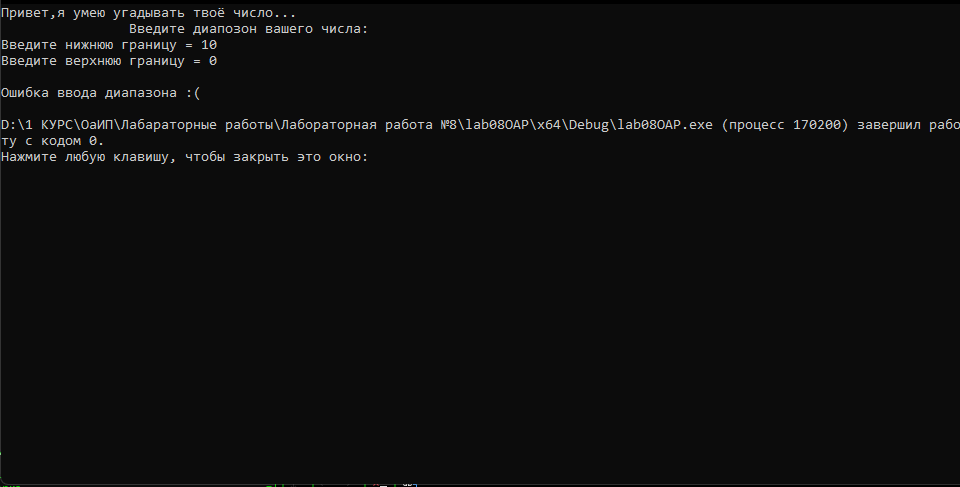 Привет,я умею угадывать твоё число...
Введите диапозон вашего числа:
Введите нижнюю границу = 10
Введите верхнюю границу = 0
Ошибка ввода диапазона :(
D:\1 КУРС\ОаИП\Лабараторные работы\Лабораторная работа №8\lab08OAP\x64\Debug\lab08OAP.exe (процесс 170200) завершил рабо
ту с кодом 0.
Нажмите любую клавишу, чтобы закрыть это окно: